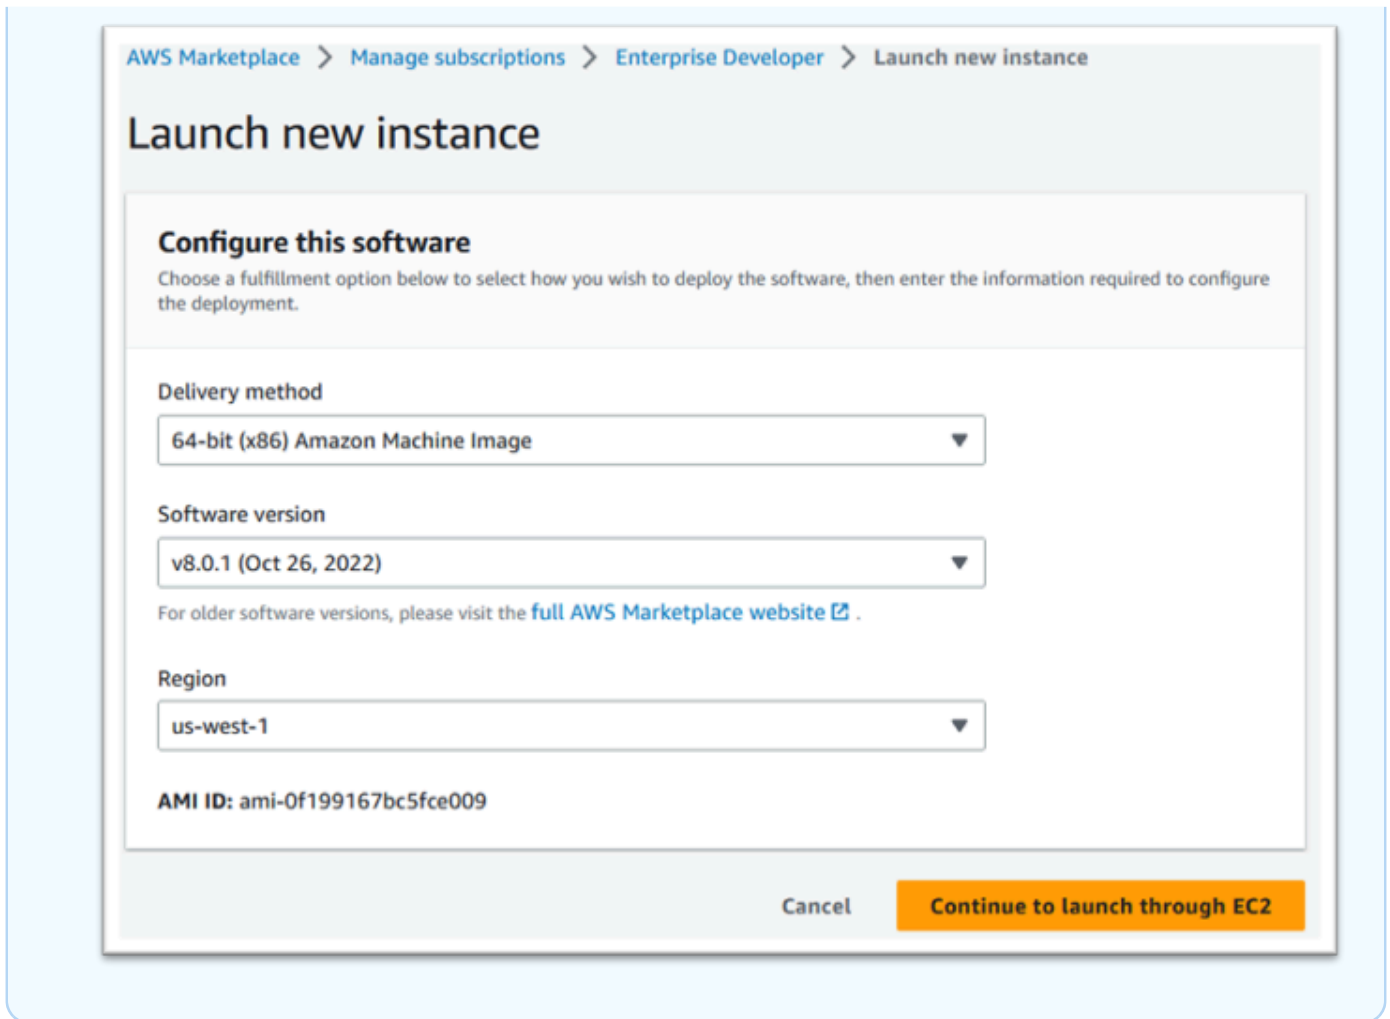 AWS Marketplace > Manage subscriptions > Enterprise Developer > Launch new instance
Launch new instance
Configure this software
Choose a fulfillment option below to select how you wish to deploy the software, then enter the information required to configure
the deployment.
Delivery method
64-bit (x86) Amazon Machine Image
Software version
v8.0.1 (Oct 26, 2022)
For older software versions, please visit the full AWS Marketplace website .
Region
us-west-1
AMI ID: ami-0f199167bc5fce009
Cancel Continue to launch through EC2